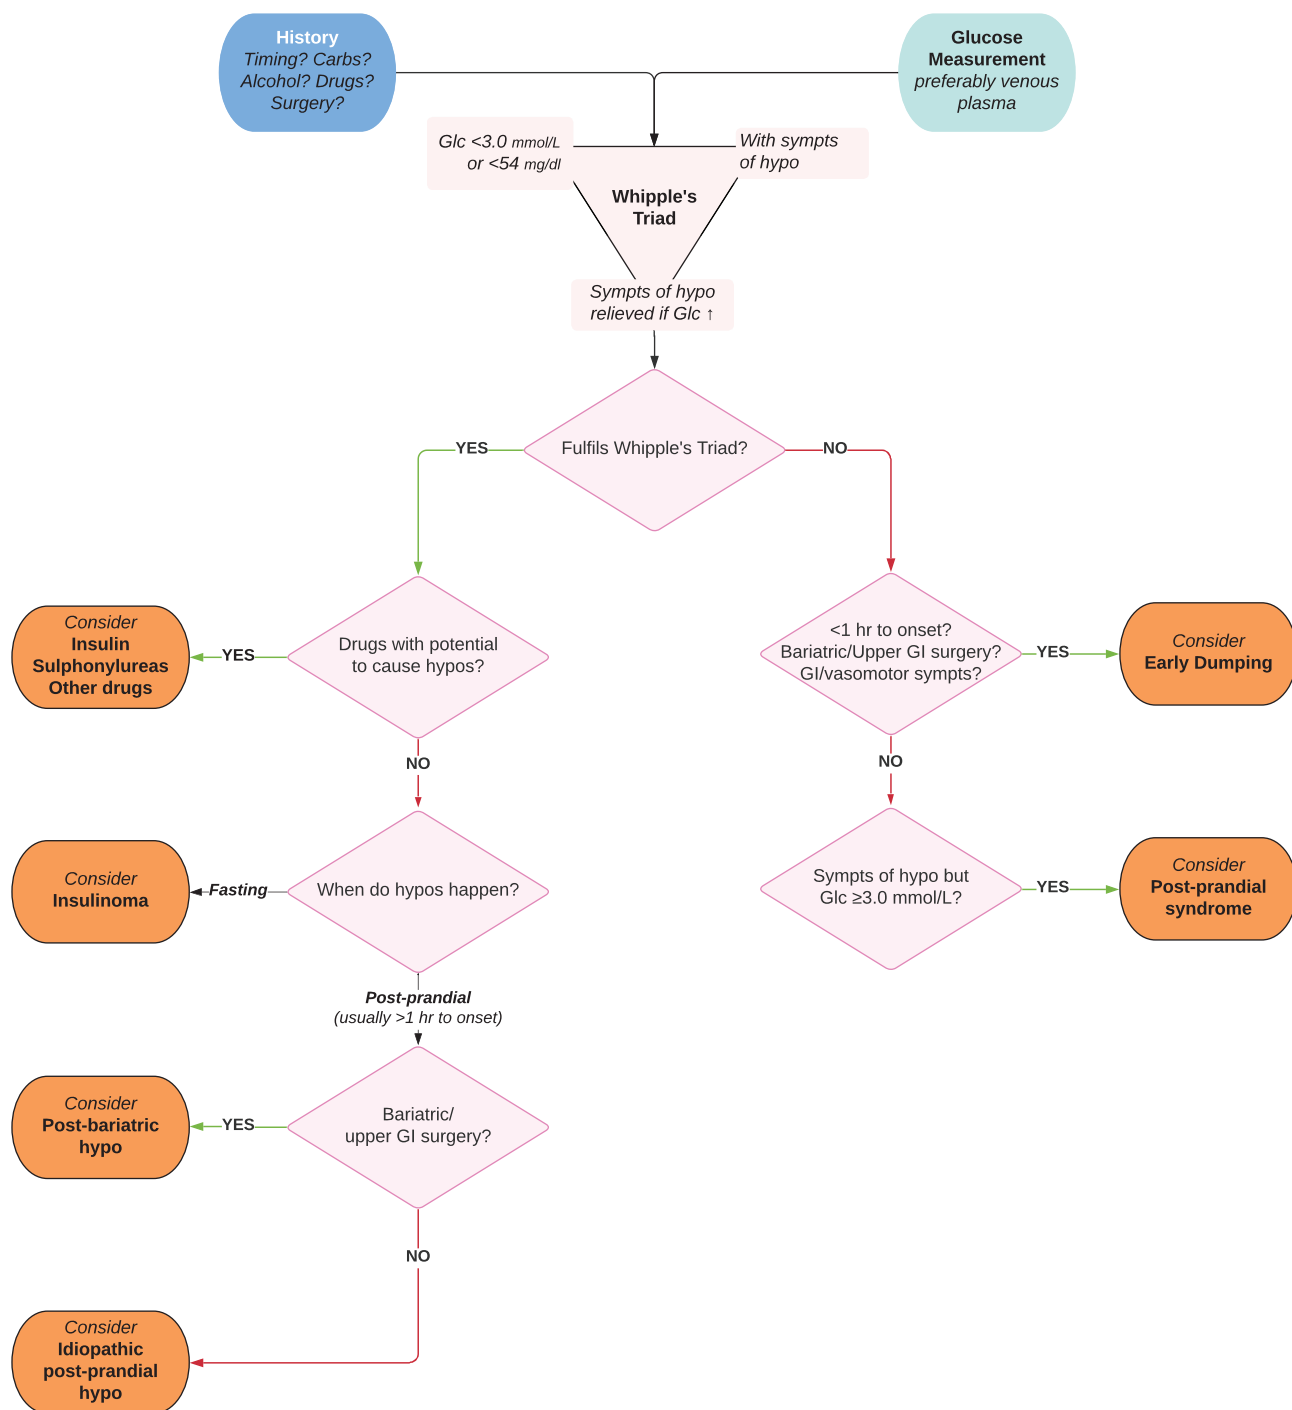 History
Timing? Carbs?
Alcohol? Drugs?
Surgery?
Glucose
Measurement
preferably venous
plasma
Glc <3.0 mmol/L
or <54 mg/dl
With sympts
of hypo
Whipple's
Triad
Sympts of hypo
relieved if Glc ↑
Fulfils Whipple's Triad?
YES
NO
Drugs with potential
to cause hypos?
YES
Consider
Insulin
Sulphonylureas
Other drugs
NO
<1 hr to onset?
Bariatric/Upper GI surgery?
GI/vasomotor sympts?
YES
Consider
Early Dumping
NO
When do hypos happen?
Fasting
Consider
Insulinoma
Sympts of hypo but
Glc ≥3.0 mmol/L?
YES
Consider
Post-prandial
syndrome
Post-prandial
(usually >1 hr to onset)
Bariatric/
upper GI surgery?
YES
Consider
Post-bariatric
hypo
NO
Consider
Idiopathic
post-prandial
hypo